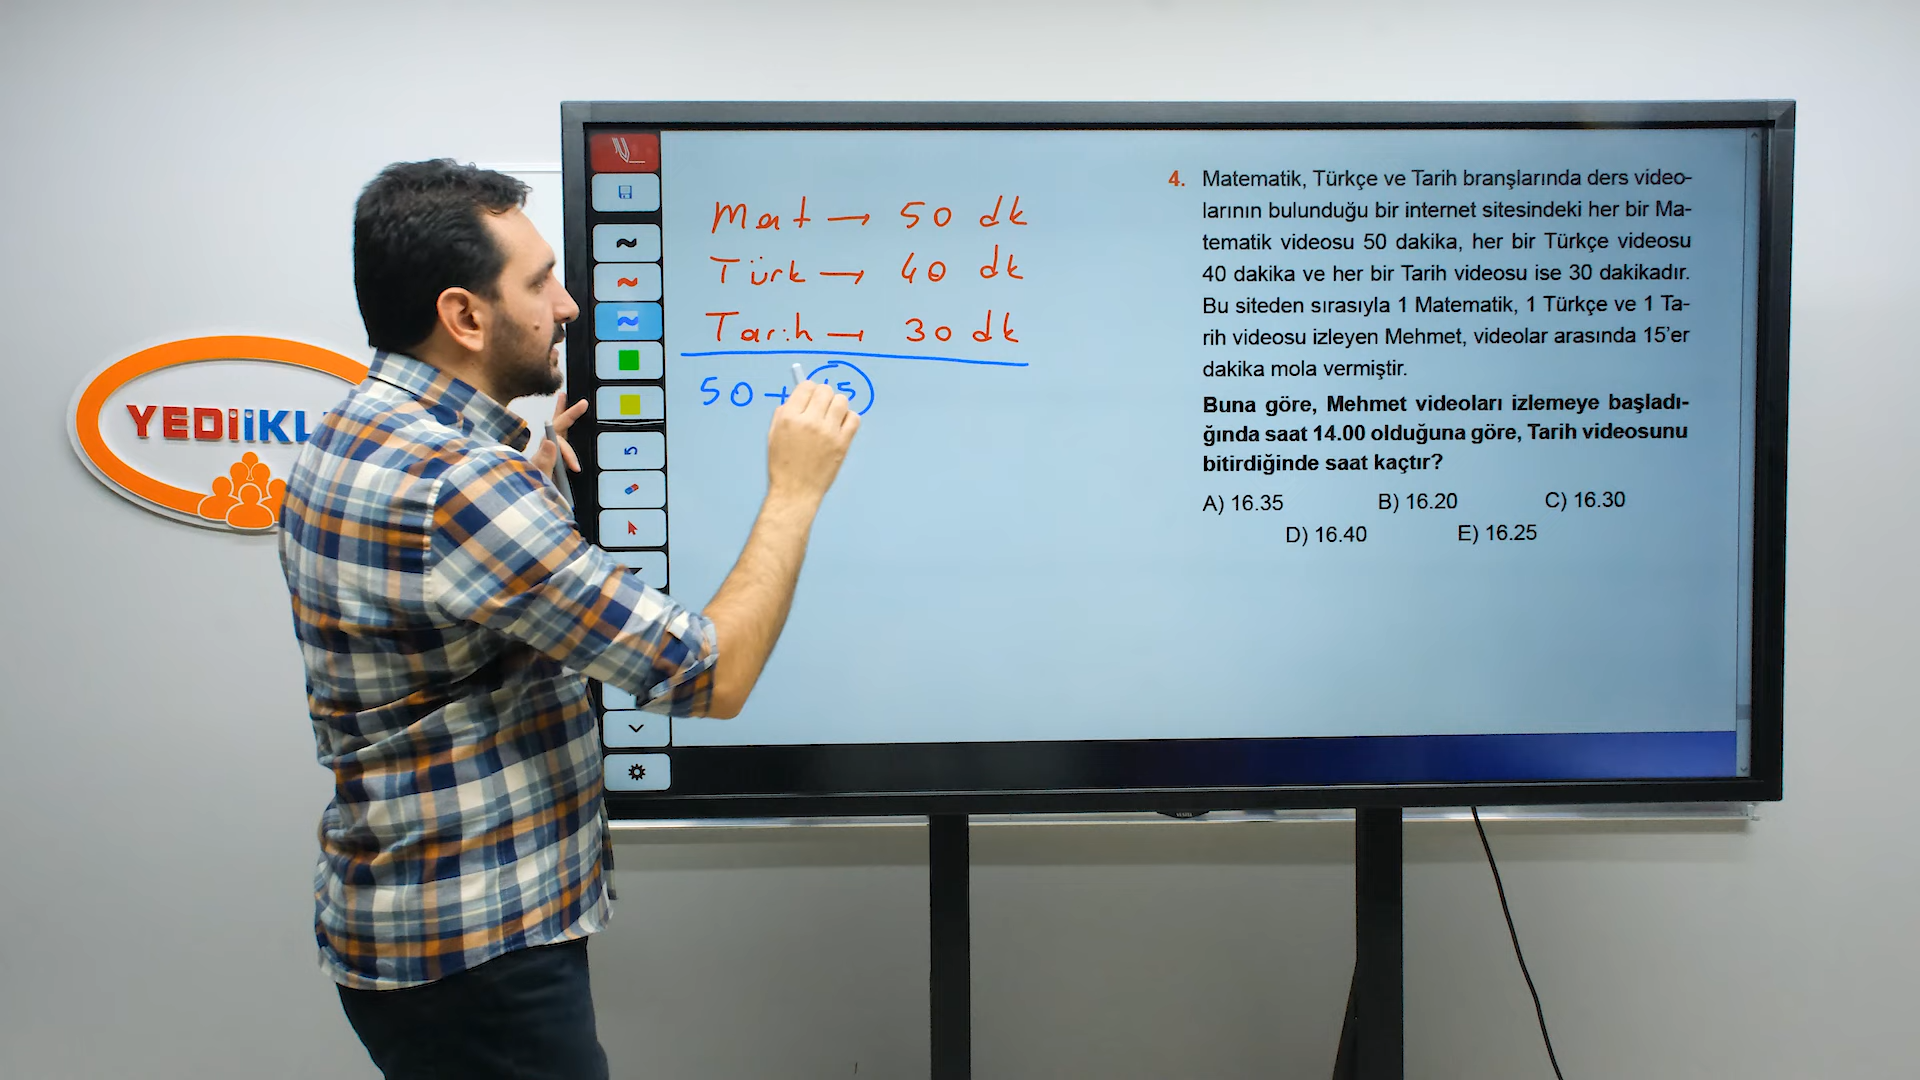 YEDiiKL
Mat → 50 dk
Türk → 40 dk
Tarih → 30 dk
50 + 15
4. Matematik, Türkçe ve Tarih branşlarında ders video-
larının bulunduğu bir internet sitesindeki her bir Ma-
tematik videosu 50 dakika, her bir Türkçe videosu
40 dakika ve her bir Tarih videosu ise 30 dakikadır.
Bu siteden sırasıyla 1 Matematik, 1 Türkçe ve 1 Ta-
rih videosu izleyen Mehmet, videolar arasında 15’er
dakika mola vermiştir.
Buna göre, Mehmet videoları izlemeye başladı-
ğında saat 14.00 olduğuna göre, Tarih videosunu
bitirdiğinde saat kaçtır?
A) 16.35 B) 16.20 C) 16.30
D) 16.40 E) 16.25